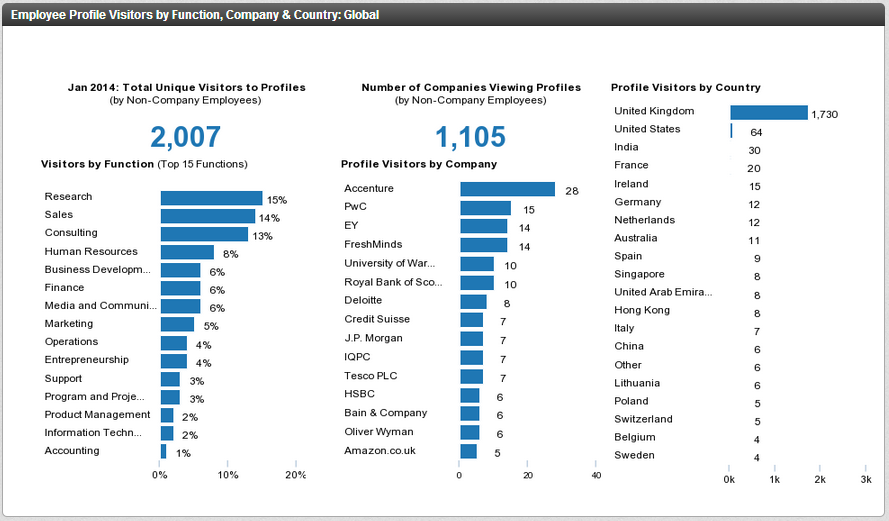 Employee Profile Visitors by Function, Company & Country: Global
Jan 2014: Total Unique Visitors to Profiles
(by Non-Company Employees)
2,007
Visitors by Function (Top 15 Functions)
Research 15%
Sales 14%
Consulting 13%
Human Resources 8%
Business Developm... 6%
Finance 6%
Media and Communi... 6%
Marketing 5%
Operations 4%
Entrepreneurship 4%
Support 3%
Program and Proje... 3%
Product Management 2%
Information Techn... 2%
Accounting 1%
0% 10% 20%
Number of Companies Viewing Profiles
(by Non-Company Employees)
1,105
Profile Visitors by Company
Accenture 28
PwC 15
EY 14
FreshMinds 14
University of War... 10
Royal Bank of Sco... 10
Deloitte 8
Credit Suisse 7
J.P. Morgan 7
IQPC 7
Tesco PLC 7
HSBC 6
Bain & Company 6
Oliver Wyman 6
Amazon.co.uk 5
0 20 40
Profile Visitors by Country
United Kingdom 1,730
United States 64
India 30
France 20
Ireland 15
Germany 12
Netherlands 12
Australia 11
Spain 9
Singapore 8
United Arab Emira... 8
Hong Kong 8
Italy 7
China 6
Other 6
Lithuania 6
Poland 5
Switzerland 5
Belgium 4
Sweden 4
0k 1k 2k 3k